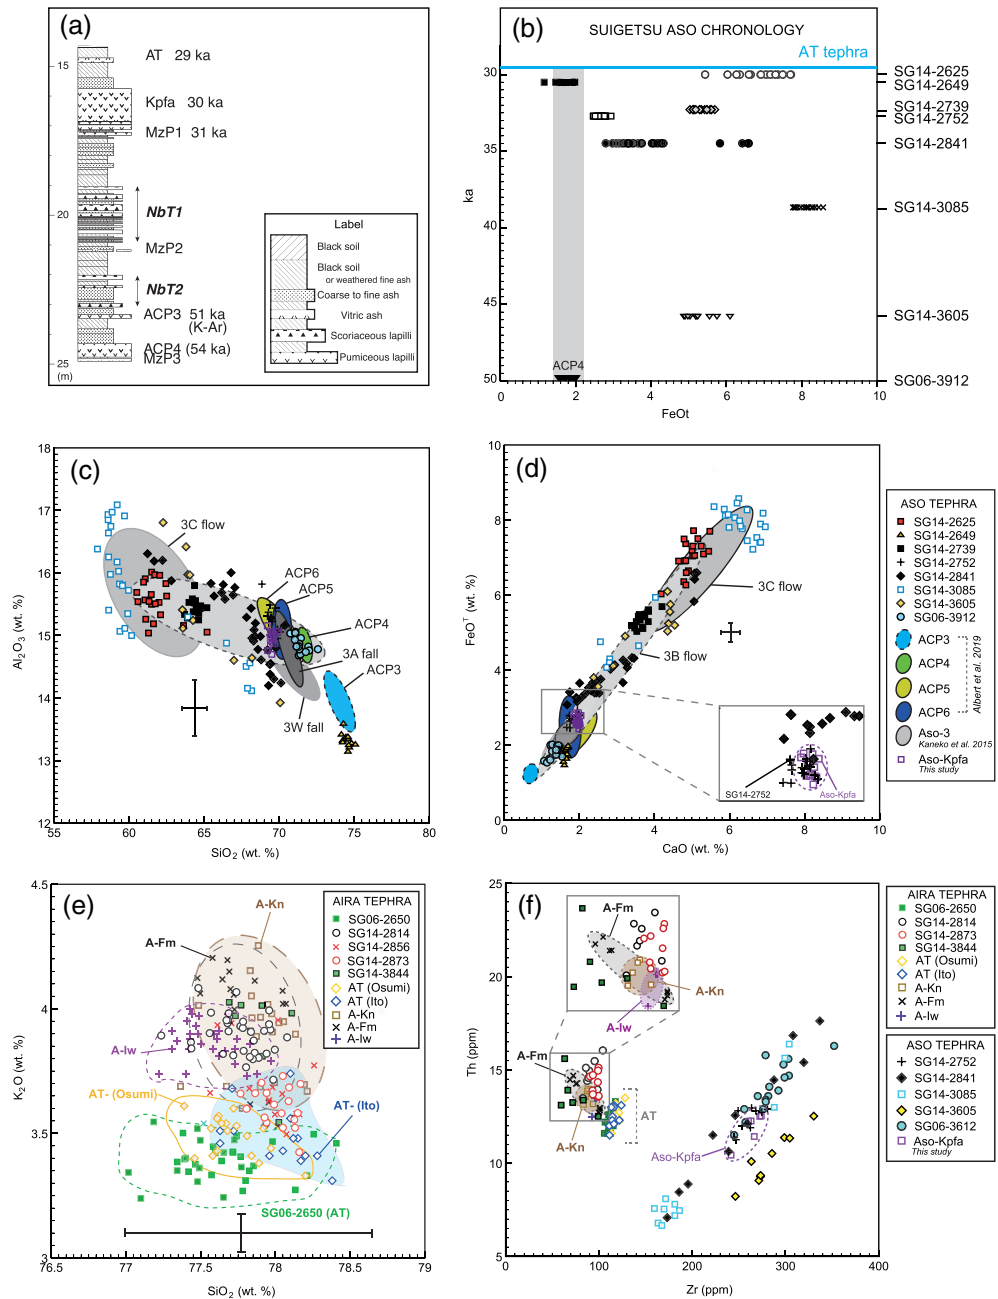 (a)
AT 29 ka
Kpfa 30 ka
MzP1 31 ka
NbT1
MzP2
NbT2
ACP3 51 ka
(K-Ar)
ACP4 (54 ka)
MzP3
15
20
25
(m)
Label
Black soil
Black soil
or weathered fine ash
Coarse to fine ash
Vitric ash
Scoriaceous lapilli
Pumiceous lapilli
(b)
SUIGETSU ASO CHRONOLOGY
AT tephra
ACP4
30
35
40
45
50
ka
0 2 4 6 8 10
FeOt
SG14-2625
SG14-2649
SG14-2739
SG14-2752
SG14-2841
SG14-3085
SG14-3605
SG06-3912
(c)
18
17
16
15
14
13
12
Al2O3 (wt. %)
3C flow
ACP6
ACP5
ACP4
3A fall
ACP3
3W fall
55 60 65 70 75 80
SiO2 (wt. %)
(d)
10
8
6
4
2
0
FeOT (wt. %)
3C flow
3B flow
SG14-2752
Aso-Kpfa
0 2 4 6 8 10
CaO (wt. %)
ASO TEPHRA
SG14-2625
SG14-2649
SG14-2739
SG14-2752
SG14-2841
SG14-3085
SG14-3605
SG06-3912
ACP3
ACP4
ACP5
ACP6
Albert et al. 2019
Aso-3
Kaneko et al. 2015
Aso-Kpfa
This study
(e)
4.5
4
3.5
3
K2O (wt. %)
A-Kn
A-Fm
A-Iw
AT- (Osumi)
AT- (Ito)
SG06-2650 (AT)
76.5 77 77.5 78 78.5 79
SiO2 (wt. %)
AIRA TEPHRA
SG06-2650
SG14-2814
SG14-2856
SG14-2873
SG14-3844
AT (Osumi)
AT (Ito)
A-Kn
A-Fm
A-Iw
(f)
25
20
15
10
5
Th (ppm)
A-Fm
A-Kn
A-Iw
A-Fm
A-Kn
AT
Aso-Kpfa
0 100 200 300 400
Zr (ppm)
AIRA TEPHRA
SG06-2650
SG14-2814
SG14-2873
SG14-3844
AT (Osumi)
AT (Ito)
A-Kn
A-Fm
A-Iw
ASO TEPHRA
SG14-2752
SG14-2841
SG14-3085
SG14-3605
SG06-3612
Aso-Kpfa
This study